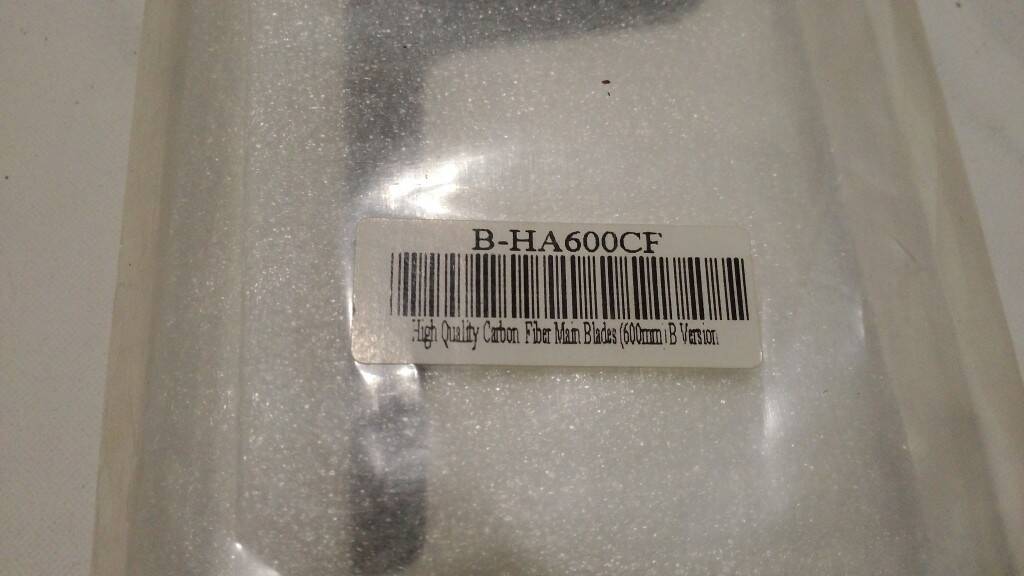 B-HA600CF
High Quality Carbon Fiber Main Blades (600mm) B Version